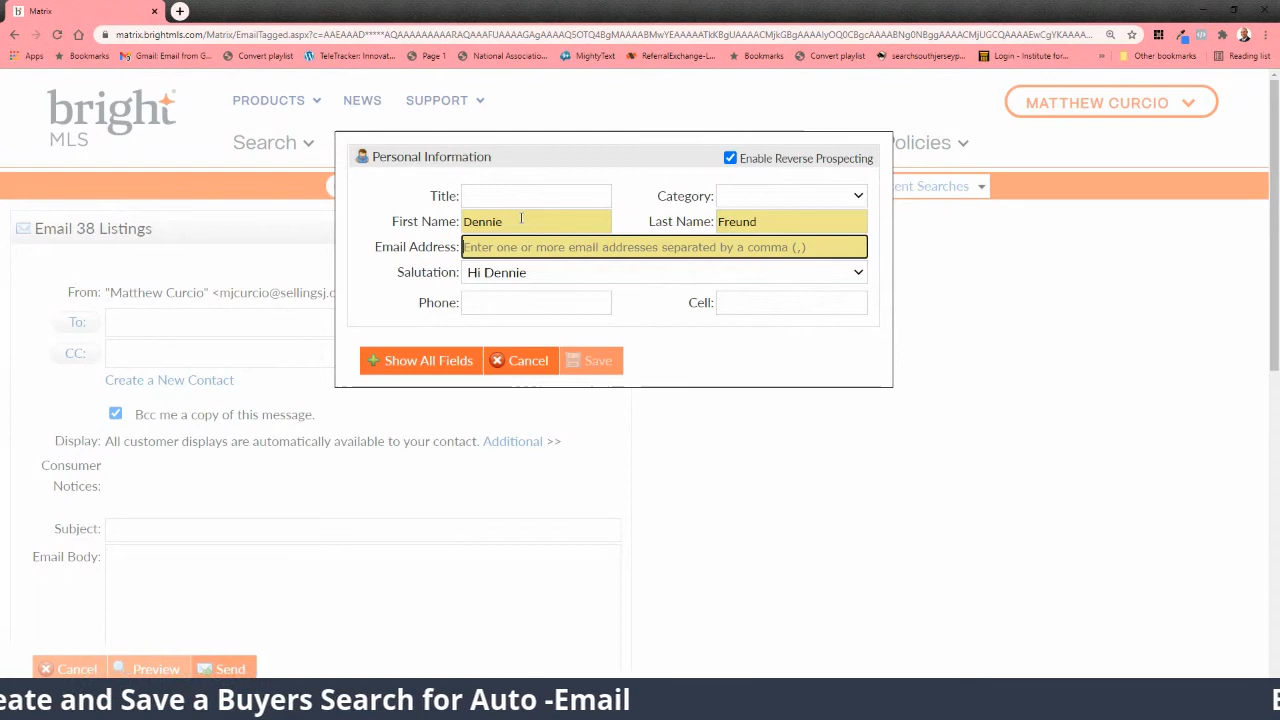 Matrix
matrix.brightmls.com/Matrix/EmailTagged.aspx?c=
Apps
Bookmarks
Gmail: Email from G...
Convert playlist
TeleTracker: Innovat...
Page 1
National Associatio...
MightyText
ReferralExchange-L...
Bookmarks
Convert playlist
searchsouthjerseyp...
Login - Institute for...
»
Other bookmarks
Reading list
bright
MLS
PRODUCTS
NEWS
SUPPORT
MATTHEW CURCIO
Search
Policies
ent Searches
Personal Information
Enable Reverse Prospecting
Title:
Category:
First Name: Dennie
Last Name: Freund
Email Address: Enter one or more email addresses separated by a comma (,)
Salutation: Hi Dennie
Phone:
Cell:
Show All Fields
Cancel
Save
Email 38 Listings
From: "Matthew Curcio" <mjcurcio@sellingsj.c
To:
CC:
Create a New Contact
Bcc me a copy of this message.
Display: All customer displays are automatically available to your contact. Additional >>
Consumer
Notices:
Subject:
Email Body:
Cancel
Preview
Send
eate and Save a Buyers Search for Auto -Email